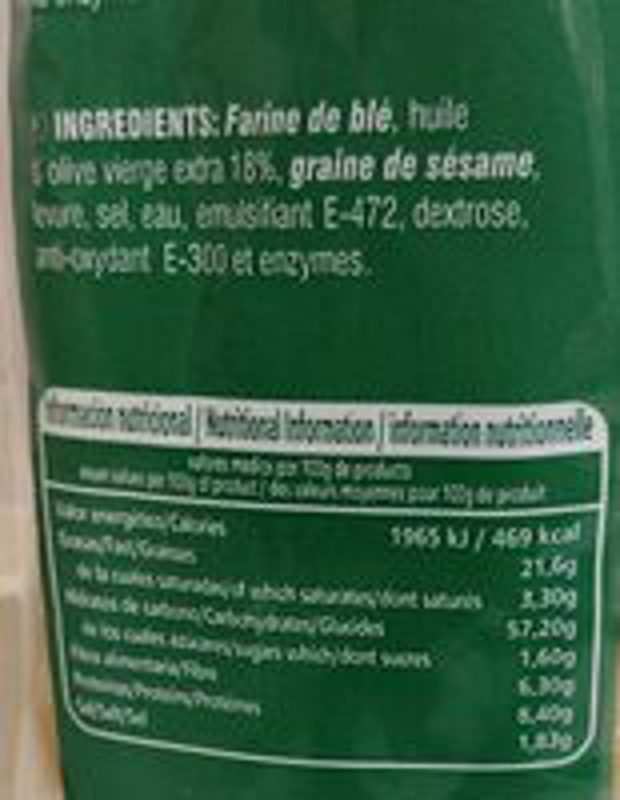 INGREDIENTS: Farine de blé, huile
d'olive vierge extra 18%, graine de sésame,
levure, sel, eau, émulsifiant E-472, dextrose,
anti-oxydant E-300 et enzymes.
información nutricional | Nutritional Information | information nutritionnelle
valores medios por 100g de producto
mean values per 100g of product / des valeurs moyennes pour 100g de produit
Valor energético/Calories 1965 kJ / 469 kcal
Grasas/Fast/Graisses 21,6g
de la cuales saturadas/of which saturates/dont saturés 3,30g
Hidratos de carbono/Carbohydrates/Glucides 57,20g
de los cuales azúcares/sugars which/dont sucres 1,60g
Fibra alimentaria/Fibre 6,30g
Proteínas/Proteins/Protéines 8,40g
Sal/Salt/Sel 1,83g